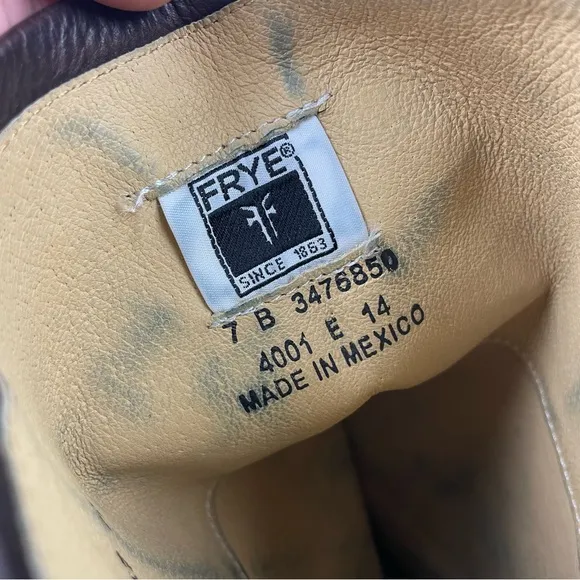 FRYE®
SINCE 1863
7 B 3476850
4001 E 14
MADE IN MEXICO